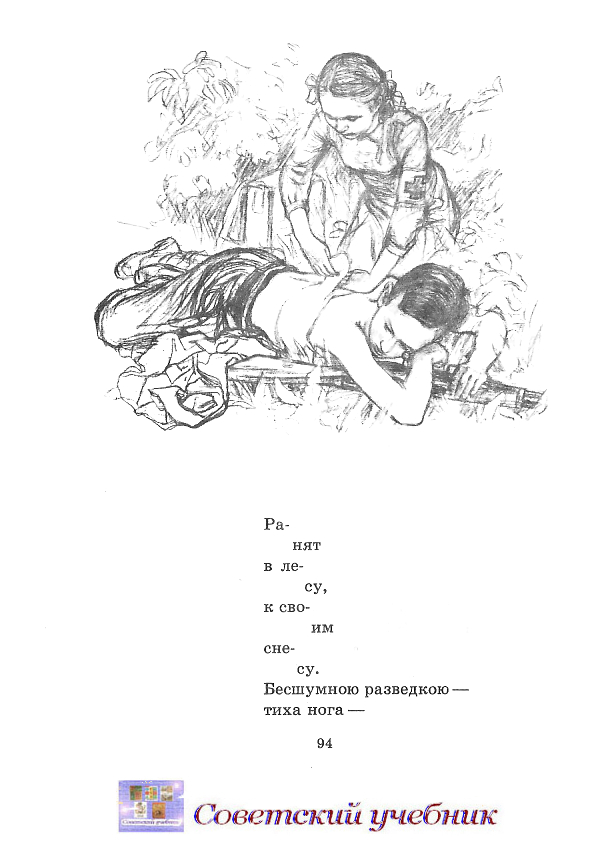 Ра-
нят
в ле-
су,
к сво-
им
сне-
су.
Бесшумною разведкою —
тиха нога —
94
Советский учебник